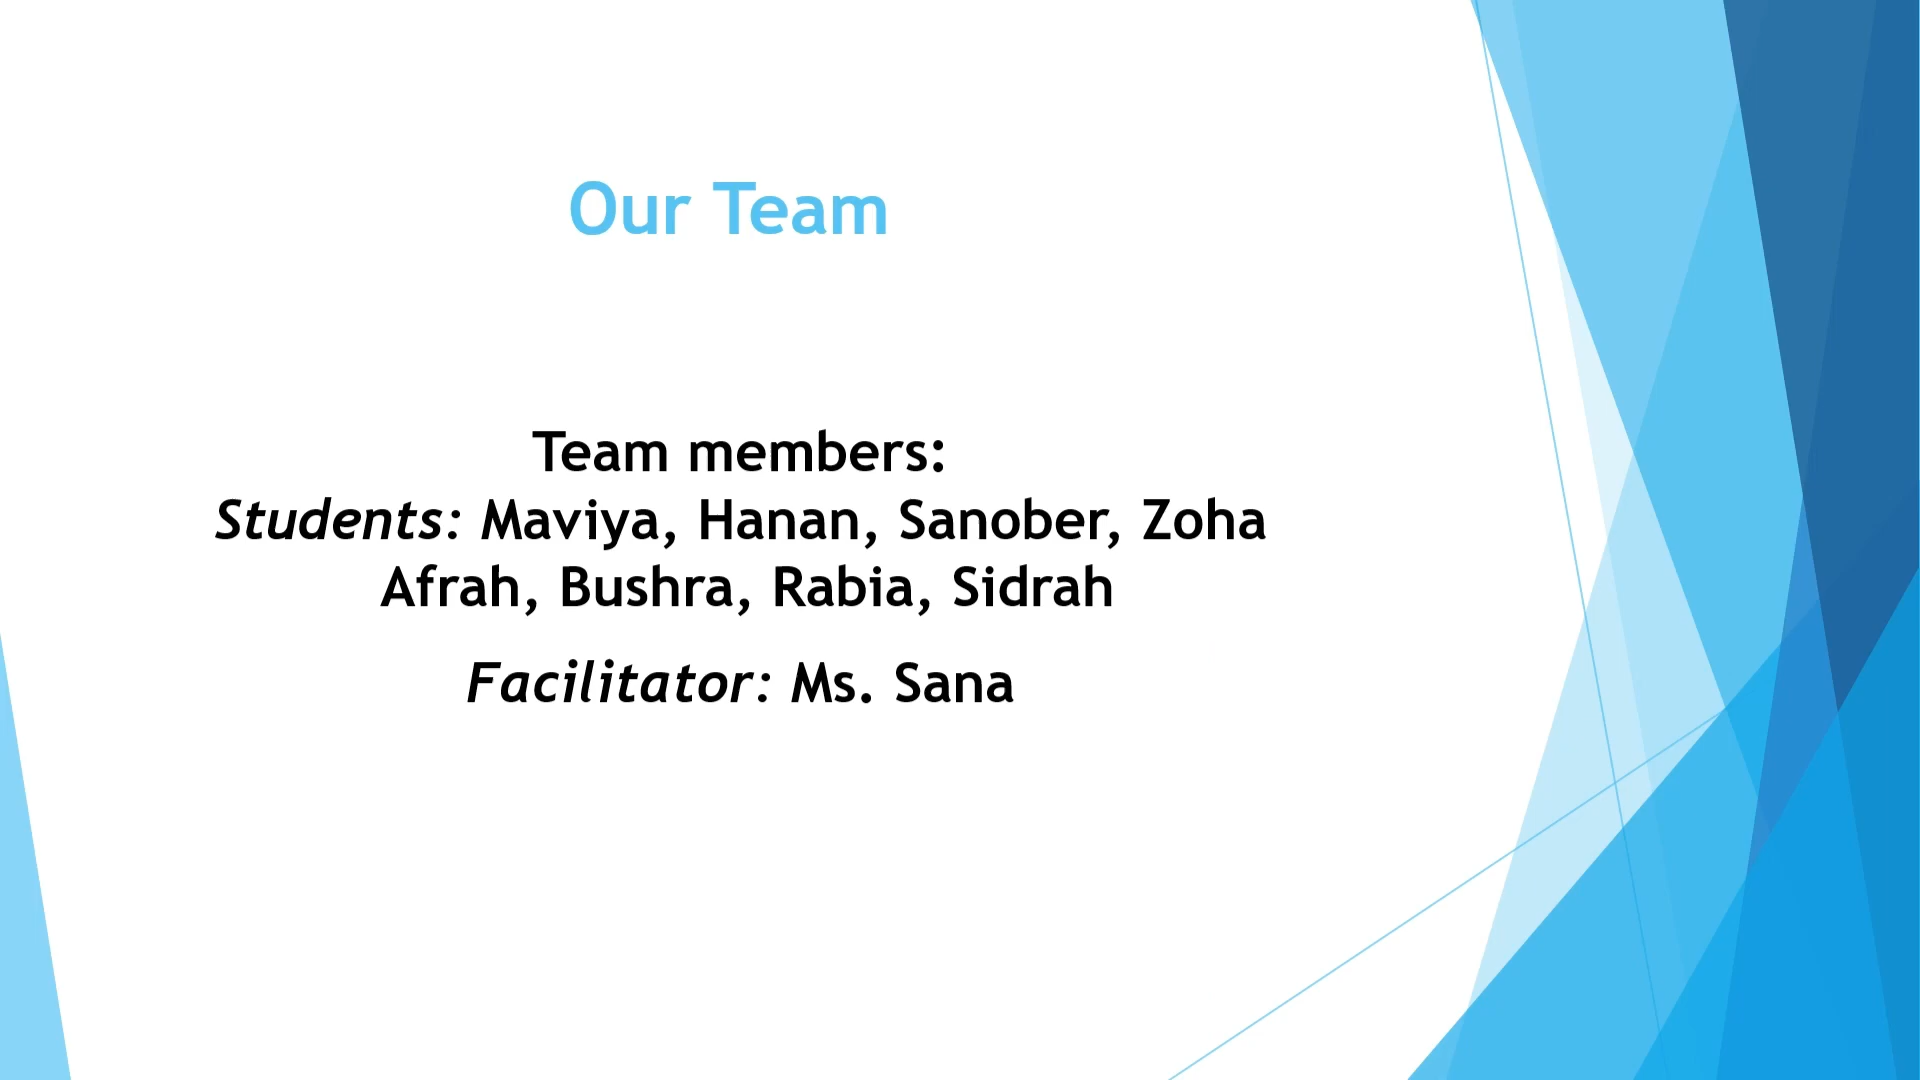 Our Team
Team members:
Students: Maviya, Hanan, Sanober, Zoha
Afrah, Bushra, Rabia, Sidrah
Facilitator: Ms. Sana